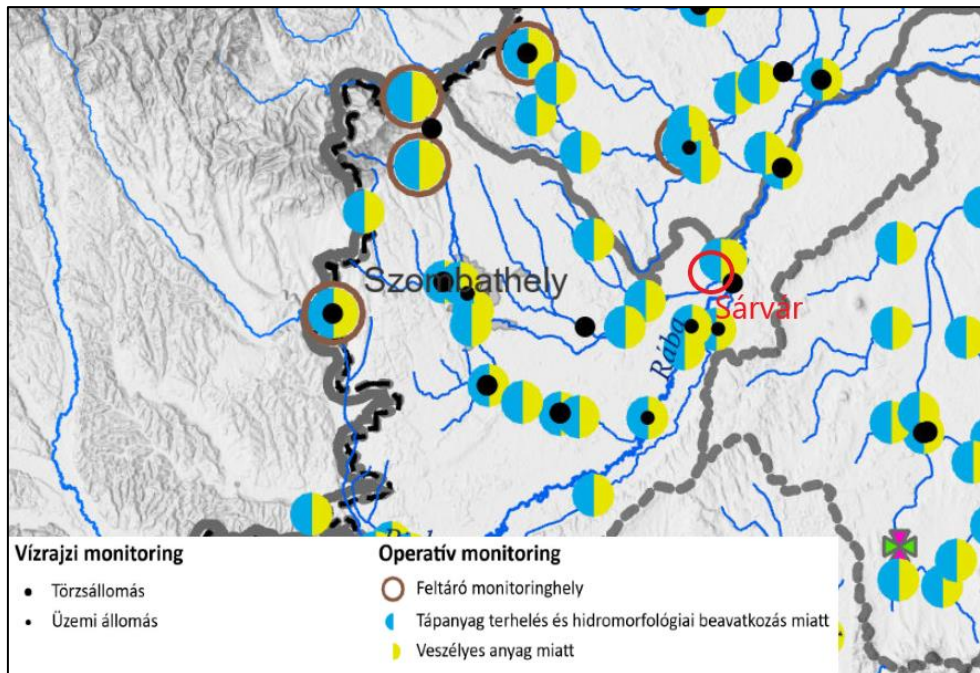 Szombathely
Sárvár
Rába
Vízrajzi monitoring
Törzsállomás
Üzemi állomás
Operatív monitoring
Feltáró monitoringhely
Tápanyag terhelés és hidromorfológiai beavatkozás miatt
Veszélyes anyag miatt